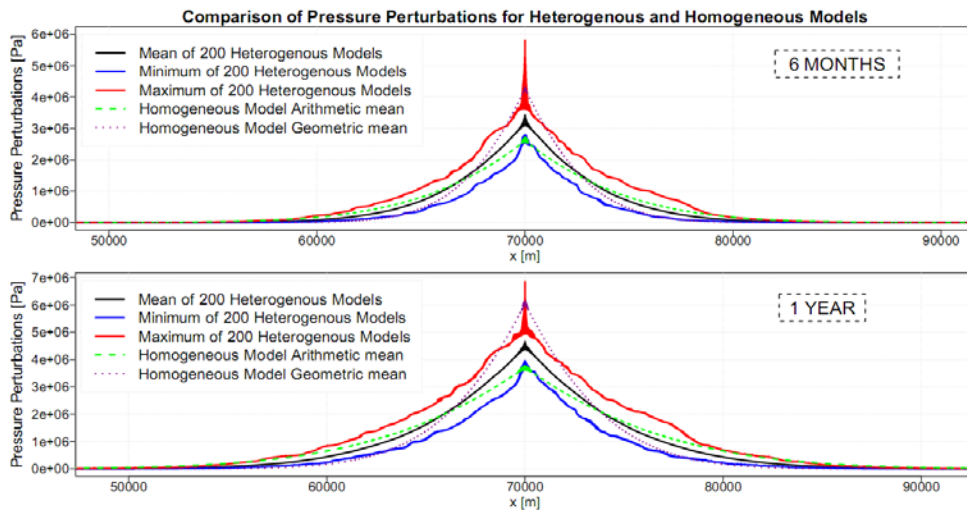 Comparison of Pressure Perturbations for Heterogenous and Homogeneous Models
Pressure Perturbations [Pa]
6e+06
5e+06
4e+06
3e+06
2e+06
1e+06
0e+00
Mean of 200 Heterogenous Models
Minimum of 200 Heterogenous Models
Maximum of 200 Heterogenous Models
Homogeneous Model Arithmetic mean
Homogeneous Model Geometric mean
6 MONTHS
50000 60000 70000 80000 90000
x [m]
Pressure Perturbations [Pa]
7e+06
6e+06
5e+06
4e+06
3e+06
2e+06
1e+06
0e+00
Mean of 200 Heterogenous Models
Minimum of 200 Heterogenous Models
Maximum of 200 Heterogenous Models
Homogeneous Model Arithmetic mean
Homogeneous Model Geometric mean
1 YEAR
50000 60000 70000 80000 90000
x [m]